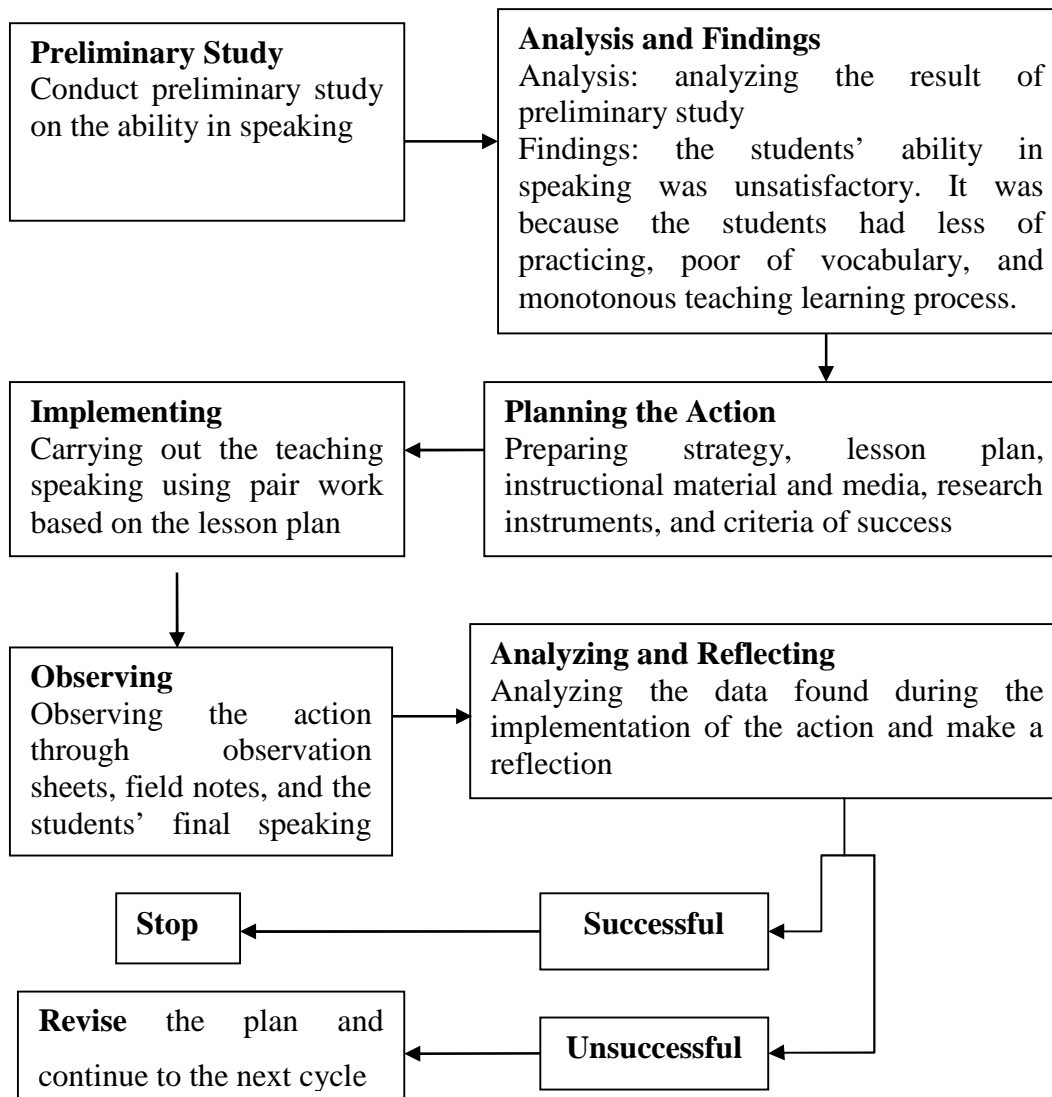 Preliminary Study
Conduct preliminary study
on the ability in speaking
Analysis and Findings
Analysis: analyzing the result of
preliminary study
Findings: the students’ ability in
speaking was unsatisfactory. It was
because the students had less of
practicing, poor of vocabulary, and
monotonous teaching learning process.
Planning the Action
Preparing strategy, lesson plan,
instructional material and media, research
instruments, and criteria of success
Implementing
Carrying out the teaching
speaking using pair work
based on the lesson plan
Observing
Observing the action
through observation
sheets, field notes, and the
students’ final speaking
Analyzing and Reflecting
Analyzing the data found during the
implementation of the action and make a
reflection
Successful
Stop
Unsuccessful
Revise the plan and
continue to the next cycle